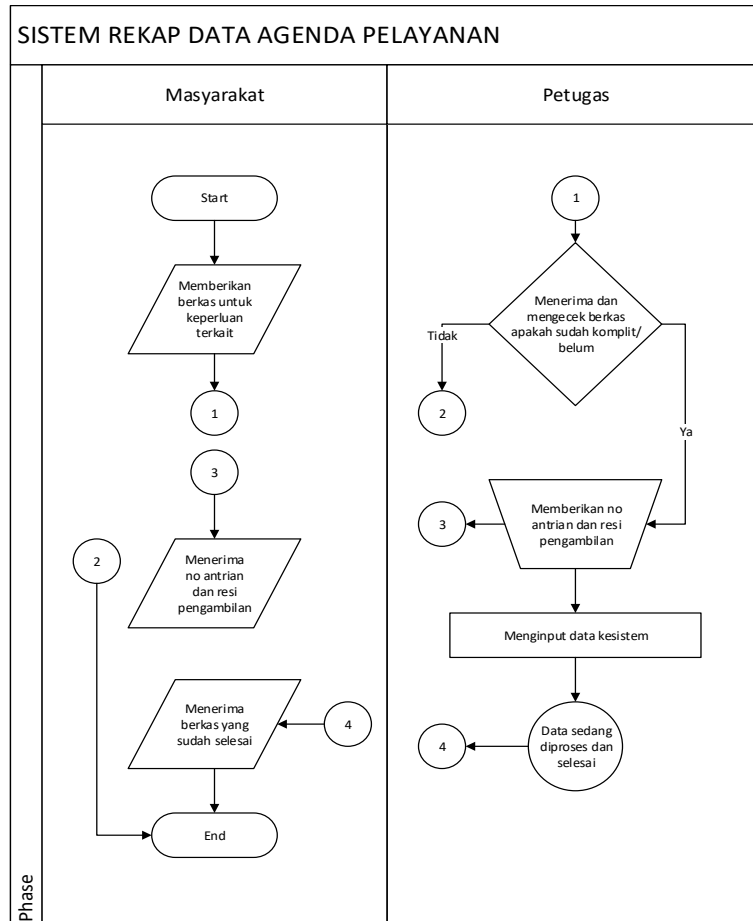 SISTEM REKAP DATA AGENDA PELAYANAN
Phase
Masyarakat
Petugas
Start
Memberikan
berkas untuk
keperluan
terkait
1
3
2
Menerima
no antrian
dan resi
pengambilan
Menerima
berkas yang
sudah selesai
4
End
1
Menerima dan
mengecek berkas
apakah sudah komplit/
belum
Tidak
2
Ya
Memberikan no
antrian dan resi
pengambilan
3
Menginput data kesistem
Data sedang
diproses dan
selesai
4